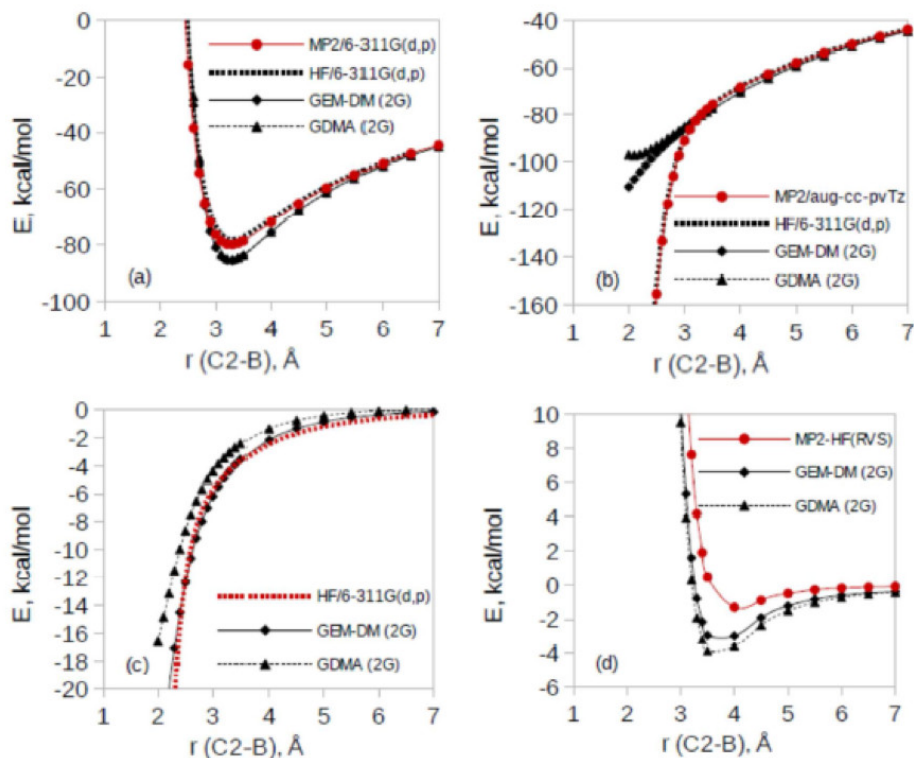 0
-20
-40
-60
-80
-100
E, kcal/mol
MP2/6-311G(d,p)
HF/6-311G(d,p)
GEM-DM (2G)
GDMA (2G)
(a)
1 2 3 4 5 6 7
r (C2-B), Å
-40
-60
-80
-100
-120
-140
-160
E, kcal/mol
MP2/aug-cc-pvTz
HF/6-311G(d,p)
GEM-DM (2G)
GDMA (2G)
(b)
1 2 3 4 5 6 7
r (C2-B), Å
0
-2
-4
-6
-8
-10
-12
-14
-16
-18
-20
E, kcal/mol
HF/6-311G(d,p)
GEM-DM (2G)
GDMA (2G)
(c)
1 2 3 4 5 6 7
r (C2-B), Å
10
8
6
4
2
0
-2
-4
-6
E, kcal/mol
MP2-HF(RVS)
GEM-DM (2G)
GDMA (2G)
(d)
1 2 3 4 5 6 7
r (C2-B), Å